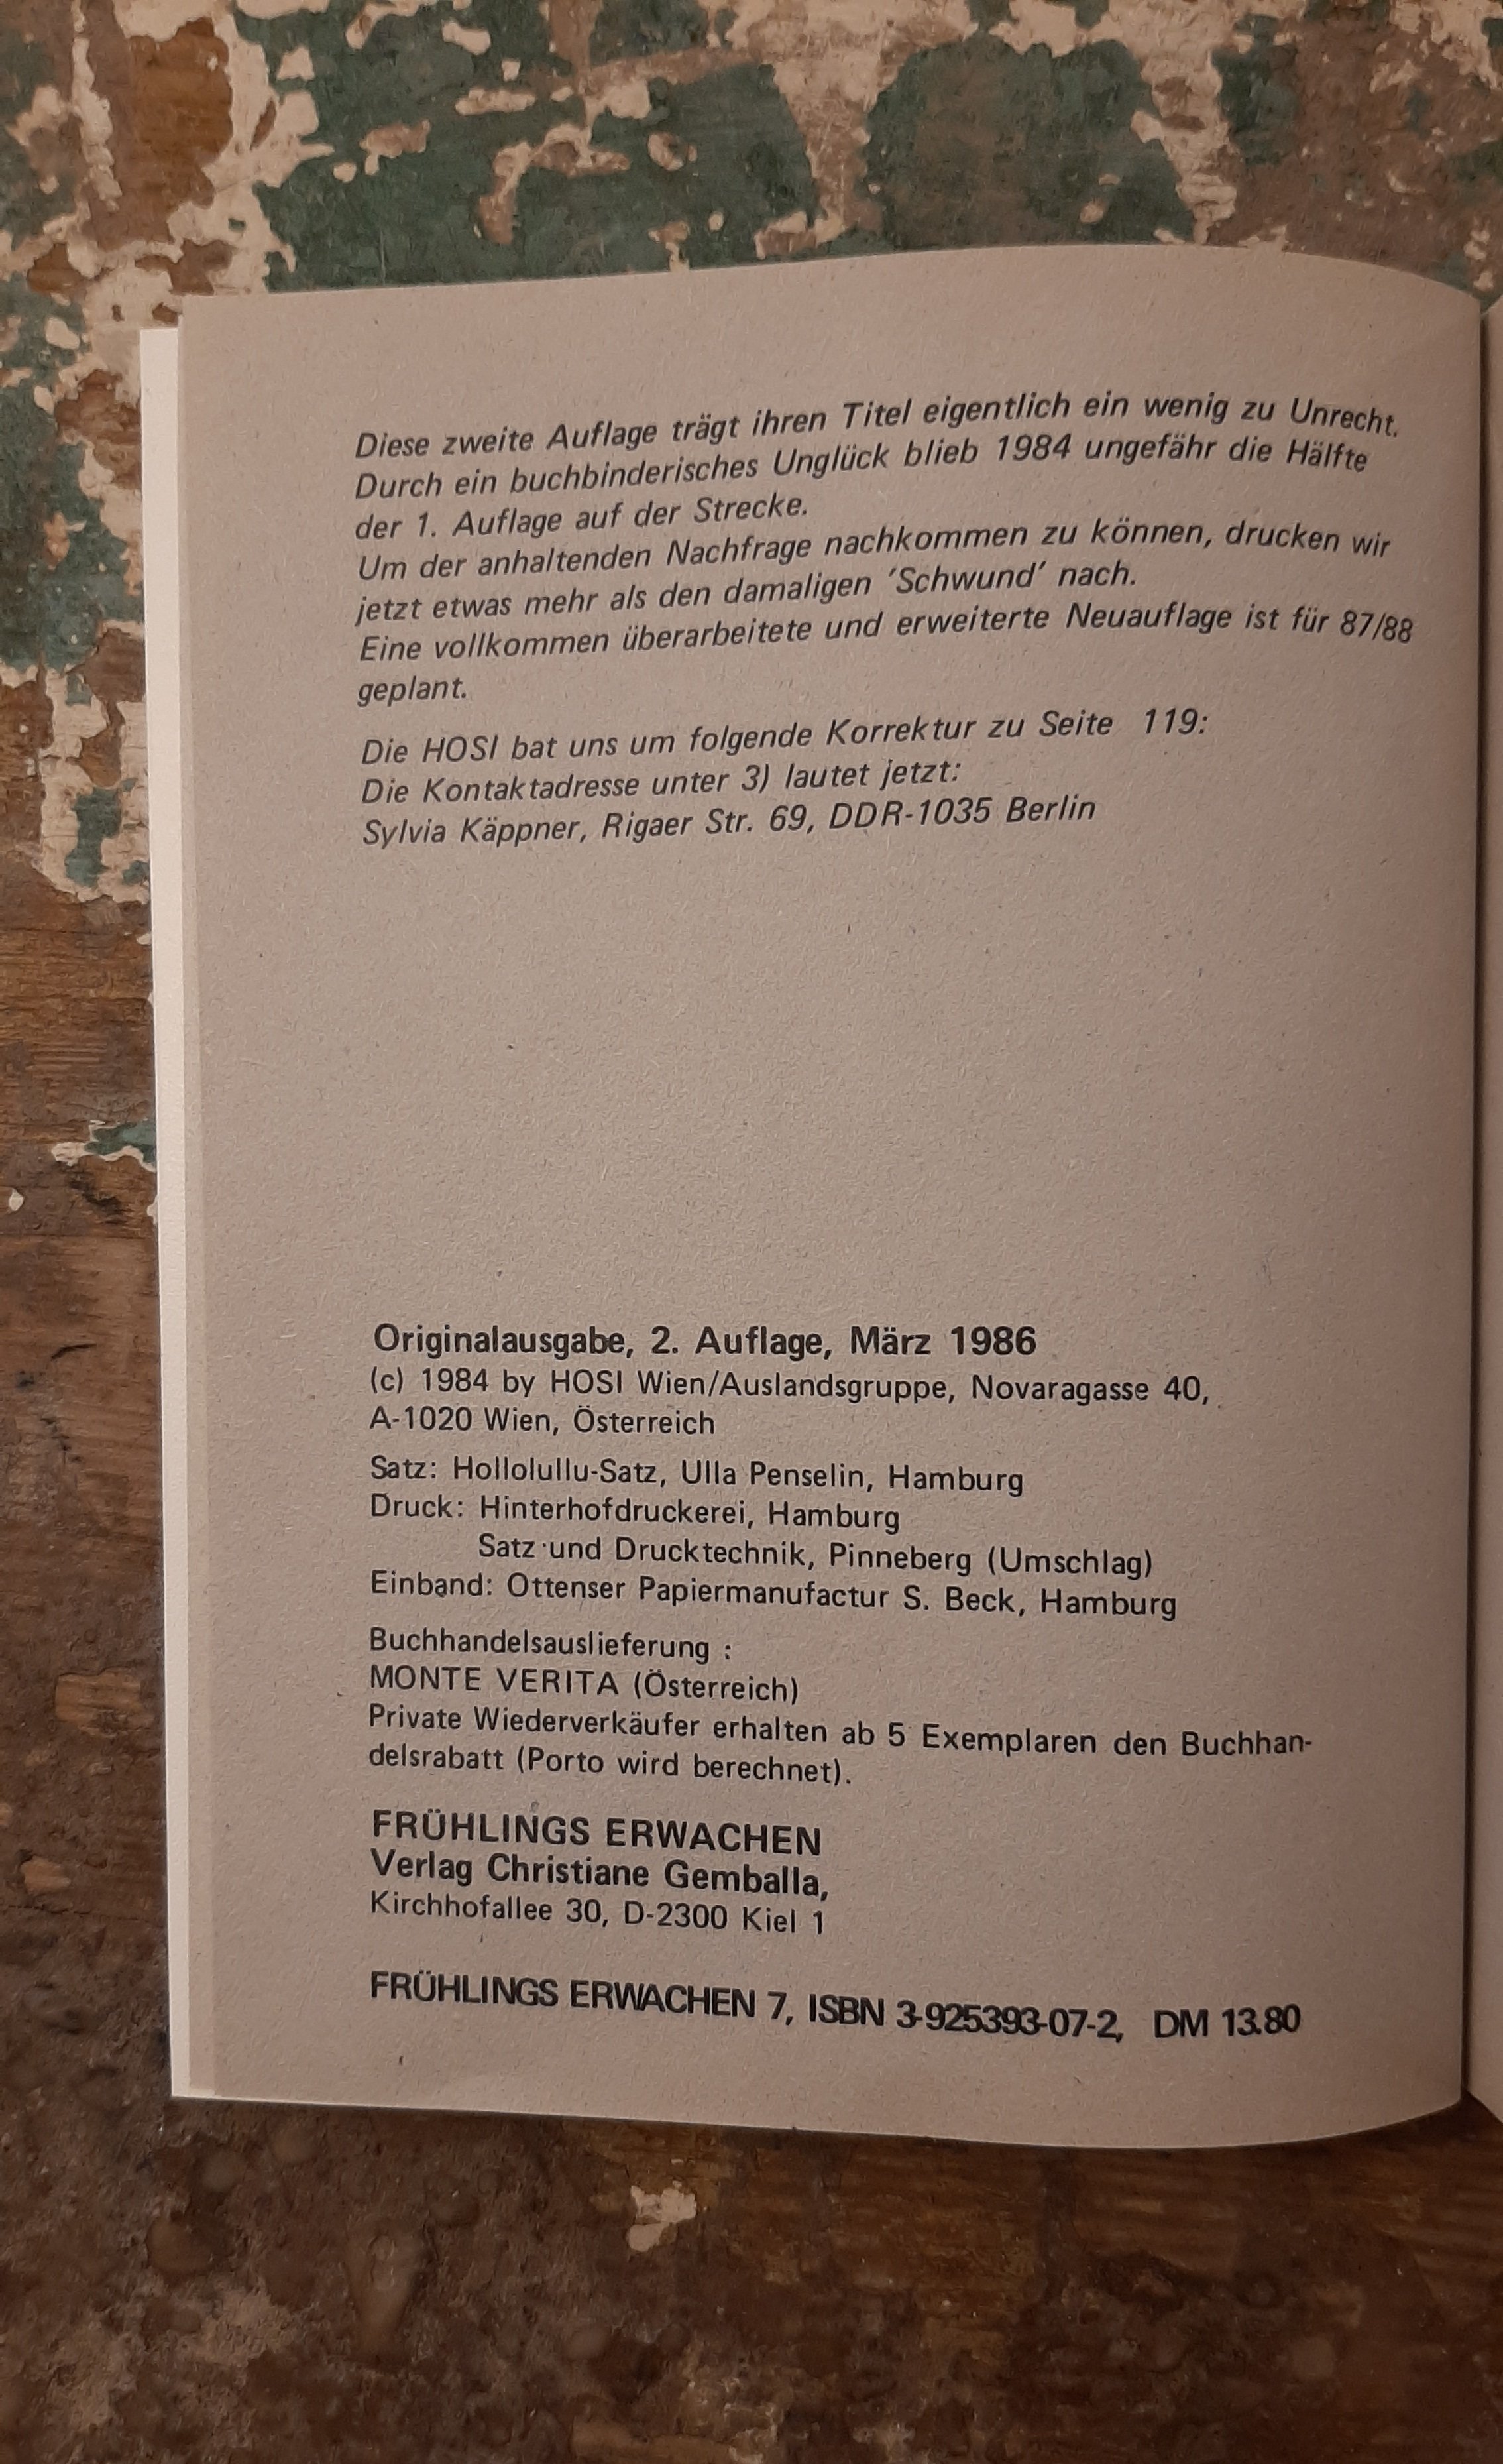 Diese zweite Auflage trägt ihren Titel eigentlich ein wenig zu Unrecht.
Durch ein buchbinderisches Unglück blieb 1984 ungefähr die Hälfte
der 1. Auflage auf der Strecke.
Um der anhaltenden Nachfrage nachkommen zu können, drucken wir
jetzt etwas mehr als den damaligen ‘Schwund’ nach.
Eine vollkommen überarbeitete und erweiterte Neuauflage ist für 87/88
geplant.
Die HOSI bat uns um folgende Korrektur zu Seite 119:
Die Kontaktadresse unter 3) lautet jetzt:
Sylvia Käppner, Rigaer Str. 69, DDR-1035 Berlin
Originalausgabe, 2. Auflage, März 1986
(c) 1984 by HOSI Wien/Auslandsgruppe, Novaragasse 40,
A-1020 Wien, Österreich
Satz: Hollolullu-Satz, Ulla Penselin, Hamburg
Druck: Hinterhofdruckerei, Hamburg
Satz und Drucktechnik, Pinneberg (Umschlag)
Einband: Ottenser Papiermanufactur S. Beck, Hamburg
Buchhandelsauslieferung :
MONTE VERITA (Österreich)
Private Wiederverkäufer erhalten ab 5 Exemplaren den Buchhan-
delsrabatt (Porto wird berechnet).
FRÜHLINGS ERWACHEN
Verlag Christiane Gemballa,
Kirchhofallee 30, D-2300 Kiel 1
FRÜHLINGS ERWACHEN 7, ISBN 3-925393-07-2, DM 13.80